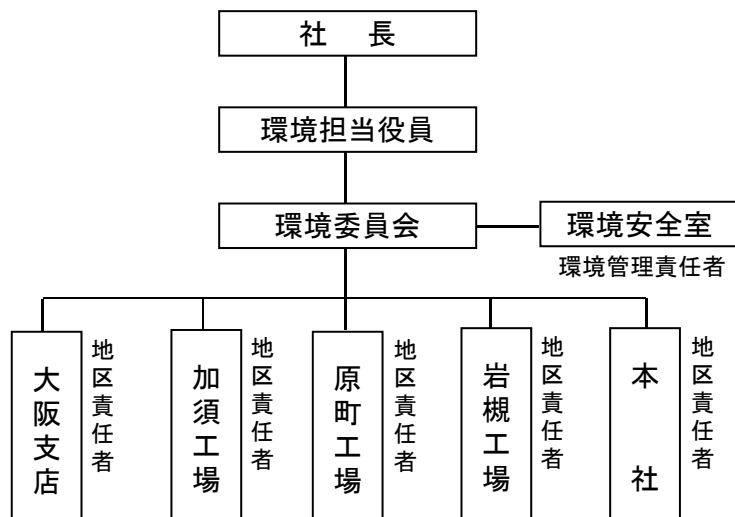 社　長
環境担当役員
環境委員会
環境安全室
環境管理責任者
大阪支店
地区責任者
加須工場
地区責任者
原町工場
地区責任者
岩槻工場
地区責任者
本　社
地区責任者